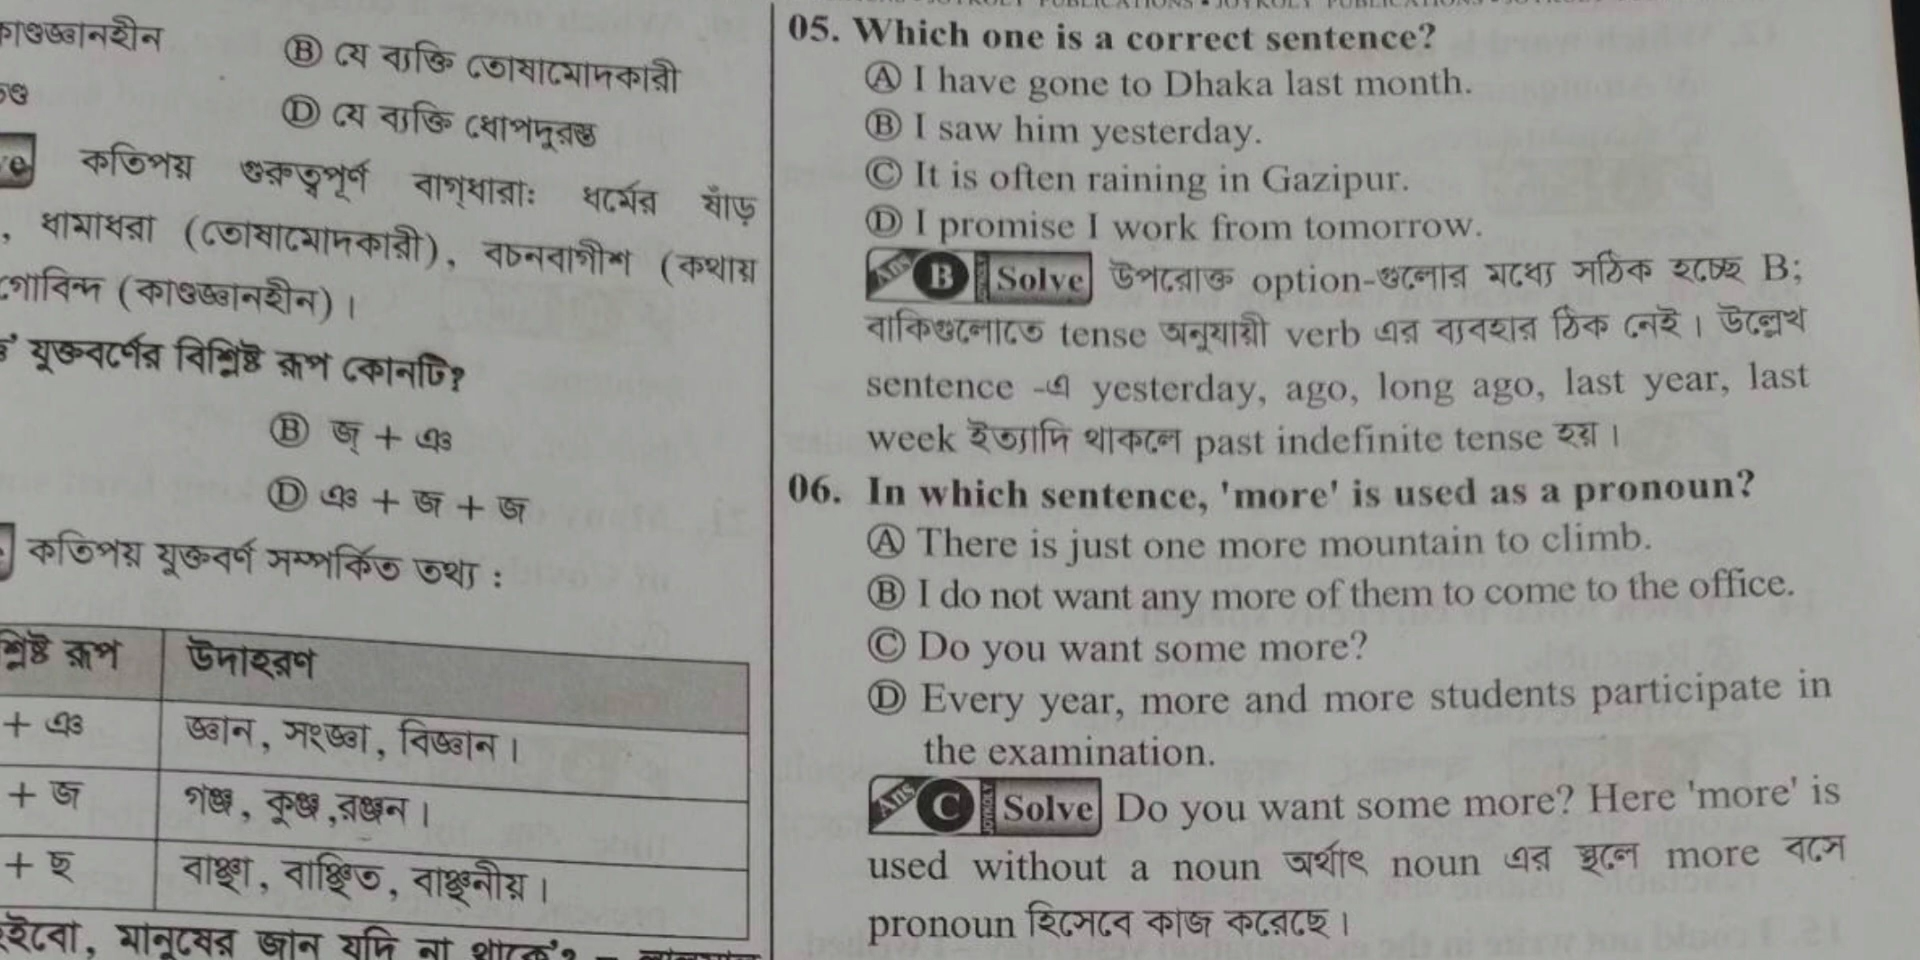 কাণ্ডজ্ঞানহীন
Ⓑ যে ব্যক্তি তোষামোদকারী
Ⓓ যে ব্যক্তি ধোপদুরস্ত
কতিপয় গুরুত্বপূর্ণ বাগ্‌ধারাঃ ধর্মের ষাঁড়
, ধামাধরা (তোষামোদকারী), বচনবাগীশ (কথায়
গোবিন্দ (কাণ্ডজ্ঞানহীন)।
' যুক্তবর্ণের বিশ্লিষ্ট রূপ কোনটি?
Ⓑ জ্ + ঞ
Ⓓ ঞ + জ + জ
কতিপয় যুক্তবর্ণ সম্পর্কিত তথ্য :
শ্লিষ্ট রূপ উদাহরণ
+ ঞ জ্ঞান, সংজ্ঞা, বিজ্ঞান।
+ জ গঞ্জ, কুঞ্জ,রঞ্জন।
+ ছ বাঞ্ছা, বাঞ্ছিত, বাঞ্ছনীয়।
হইবো, মানুষের জ্ঞান যদি না থাকে'?
05. Which one is a correct sentence?
Ⓐ I have gone to Dhaka last month.
Ⓑ I saw him yesterday.
Ⓒ It is often raining in Gazipur.
Ⓓ I promise I work from tomorrow.
Ans B Solve উপরোক্ত option-গুলোর মধ্যে সঠিক হচ্ছে B;
বাকিগুলোতে tense অনুযায়ী verb এর ব্যবহার ঠিক নেই। উল্লেখ
sentence -এ yesterday, ago, long ago, last year, last
week ইত্যাদি থাকলে past indefinite tense হয়।
06. In which sentence, 'more' is used as a pronoun?
Ⓐ There is just one more mountain to climb.
Ⓑ I do not want any more of them to come to the office.
Ⓒ Do you want some more?
Ⓓ Every year, more and more students participate in
the examination.
Ans C JOYKOLY Solve Do you want some more? Here 'more' is
used without a noun অর্থাৎ noun এর স্থলে more বসে
pronoun হিসেবে কাজ করেছে।